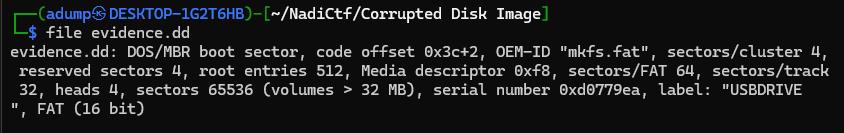 ┌──(adump㉿DESKTOP-1G2T6HB)-[~/NadiCtf/Corrupted Disk Image]
└─$ file evidence.dd
evidence.dd: DOS/MBR boot sector, code offset 0x3c+2, OEM-ID "mkfs.fat", sectors/cluster 4,
 reserved sectors 4, root entries 512, Media descriptor 0xf8, sectors/FAT 64, sectors/track
 32, heads 4, sectors 65536 (volumes > 32 MB), serial number 0xd0779ea, label: "USBDRIVE
", FAT (16 bit)